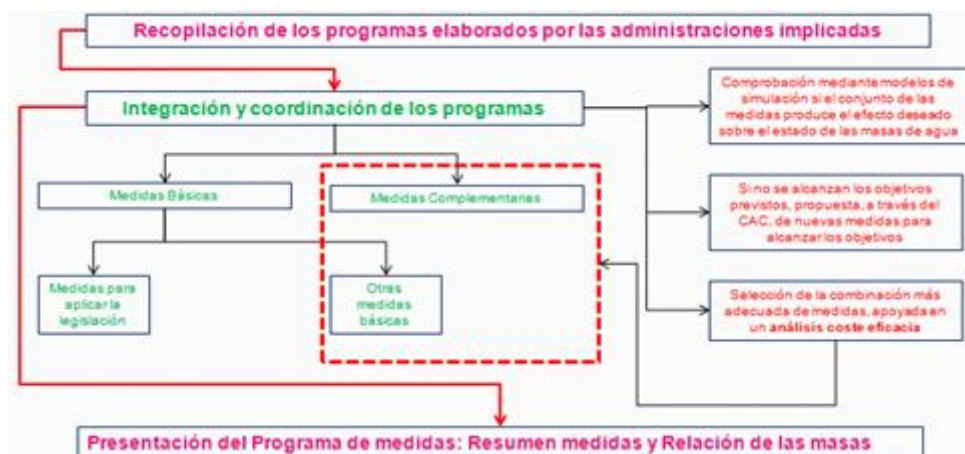 Recopilación de los programas elaborados por las administraciones implicadas
Integración y coordinación de los programas
Comprobación mediante modelos de
simulación si el conjunto de las
medidas produce el efecto deseado
sobre el estado de las masas de agua
Medidas Básicas
Medidas Complementarias
Si no se alcanzan los objetivos
previstos, propuesta, a través del
CAC, de nuevas medidas para
alcanzar los objetivos
Medidas para
aplicar la
legislación
Otras
medidas
básicas
Selección de la combinación más
adecuada de medidas, apoyada en
un análisis coste eficacia
Presentación del Programa de medidas: Resumen medidas y Relación de las masas